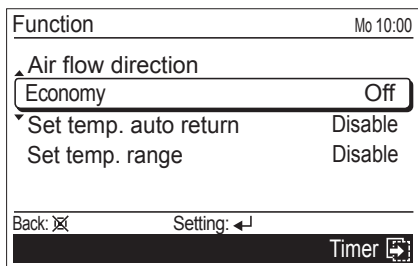 Function Mo 10:00
Air flow direction
Economy Off
Set temp. auto return Disable
Set temp. range Disable
Back: Setting:
Timer